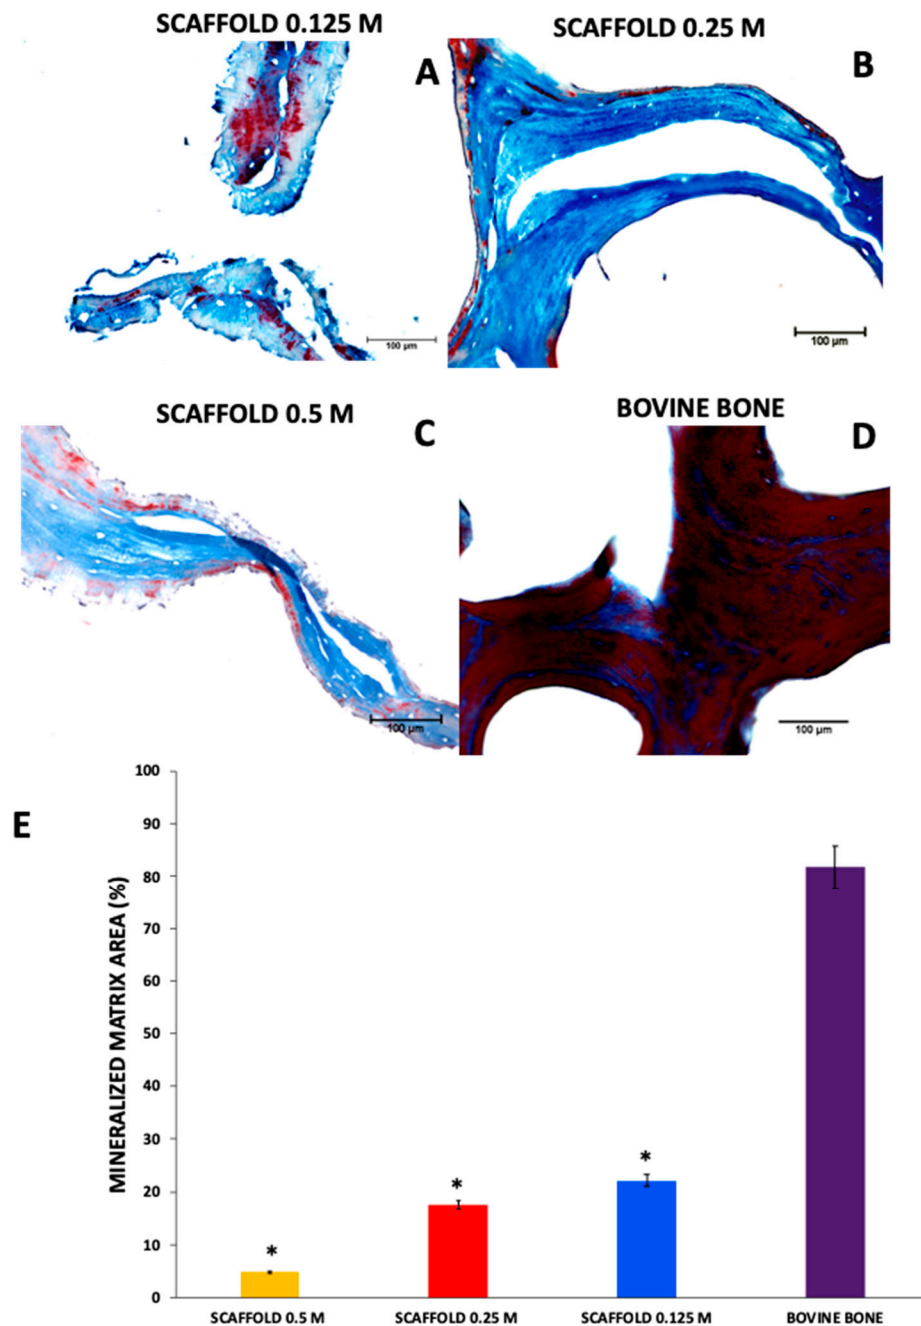 SCAFFOLD 0.125 M
SCAFFOLD 0.25 M
A
B
100 µm
100 µm
SCAFFOLD 0.5 M
BOVINE BONE
C
D
100 µm
100 µm
E
MINERALIZED MATRIX AREA (%)
100
90
80
70
60
50
40
30
20
10
0
*
*
*
SCAFFOLD 0.5 M
SCAFFOLD 0.25 M
SCAFFOLD 0.125 M
BOVINE BONE